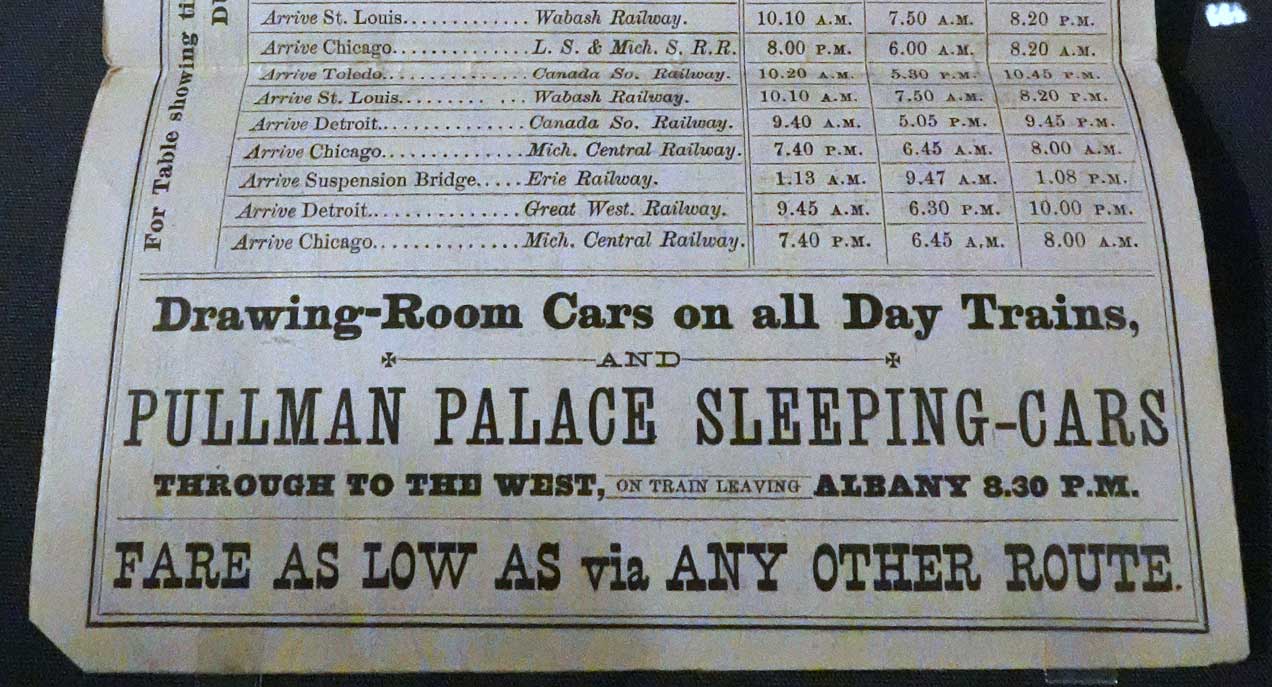 For Table showing ti
D
Arrive St. Louis............. Wabash Railway. 10.10 A.M. 7.50 A.M. 8.20 P.M.
Arrive Chicago.............. L. S. & Mich. S. R.R. 8.00 P.M. 6.00 A.M. 8.20 A.M.
Arrive Toledo............... Canada So. Railway. 10.20 A.M. 5.30 P.M. 10.45 P.M.
Arrive St. Louis......... ... Wabash Railway. 10.10 A.M. 7.50 A.M. 8.20 P.M.
Arrive Detroit............... Canada So. Railway. 9.40 A.M. 5.05 P.M. 9.45 P.M.
Arrive Chicago.............. Mich. Central Railway. 7.40 P.M. 6.45 A.M. 8.00 A.M.
Arrive Suspension Bridge..... Erie Railway. 1.13 A.M. 9.47 A.M. 1.08 P.M.
Arrive Detroit............... Great West. Railway. 9.45 A.M. 6.30 P.M. 10.00 P.M.
Arrive Chicago.............. Mich. Central Railway. 7.40 P.M. 6.45 A.M. 8.00 A.M.
Drawing-Room Cars on all Day Trains,
AND
PULLMAN PALACE SLEEPING-CARS
THROUGH TO THE WEST, ON TRAIN LEAVING ALBANY 8.30 P.M.
FARE AS LOW AS via ANY OTHER ROUTE.